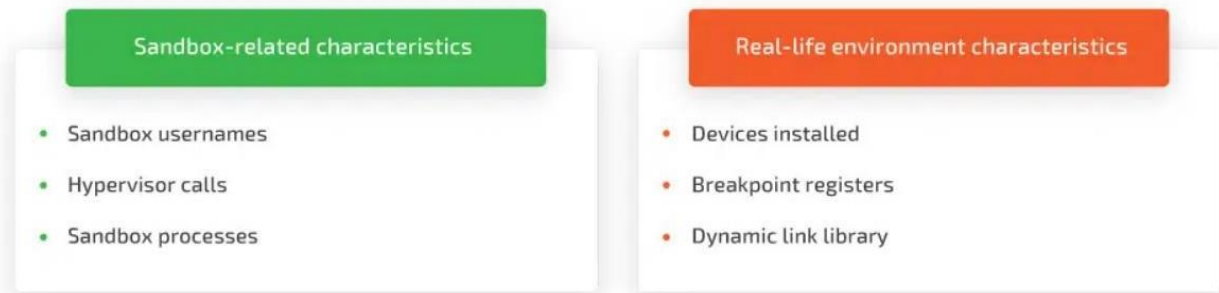 Sandbox-related characteristics
Sandbox usernames
Hypervisor calls
Sandbox processes
Real-life environment characteristics
Devices installed
Breakpoint registers
Dynamic link library